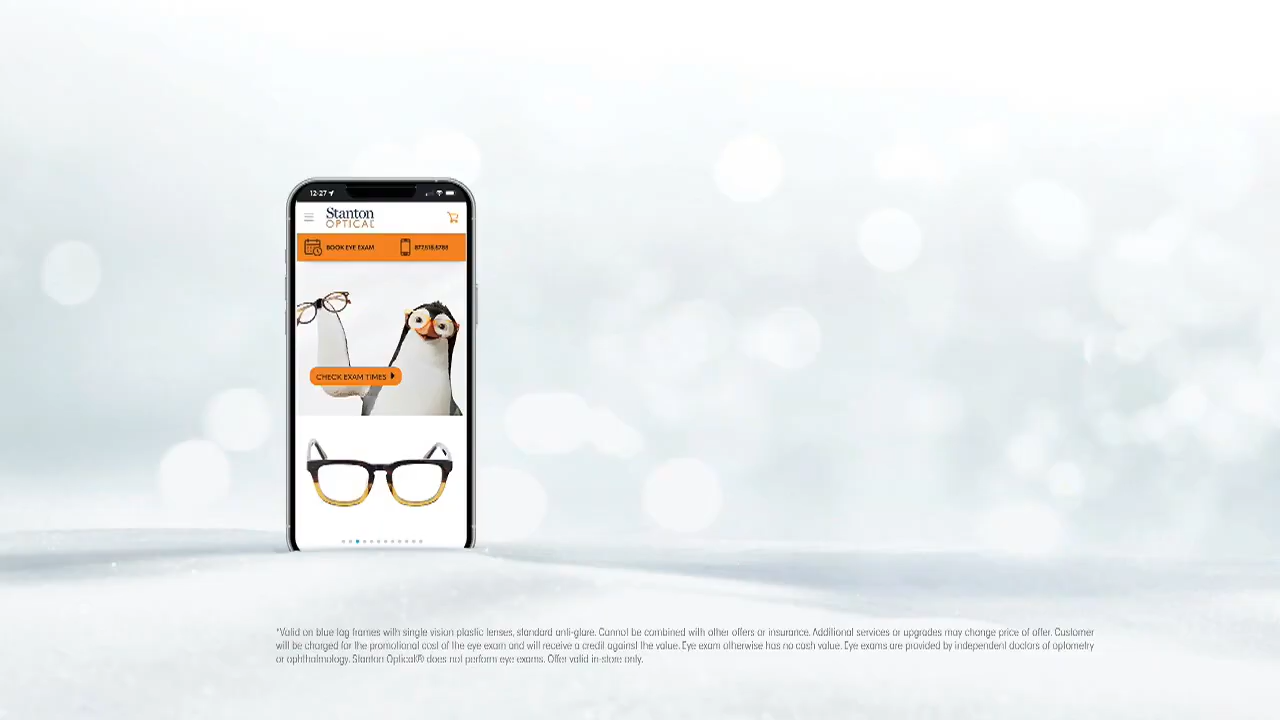 12:27
Stanton
OPTICAL
BOOK EYE EXAM
877.518.5788
CHECK EXAM TIMES
*Valid on blue tag frames with single vision plastic lenses, standard anti-glare. Cannot be combined with other offers or insurance. Additional services or upgrades may change price of offer. Customer
will be charged for the promotional cost of the eye exam and will receive a credit against the value. Eye exam otherwise has no cash value. Eye exams are provided by independent doctors of optometry
or ophthalmology. Stanton Optical® does not perform eye exams. Offer valid in-store only.